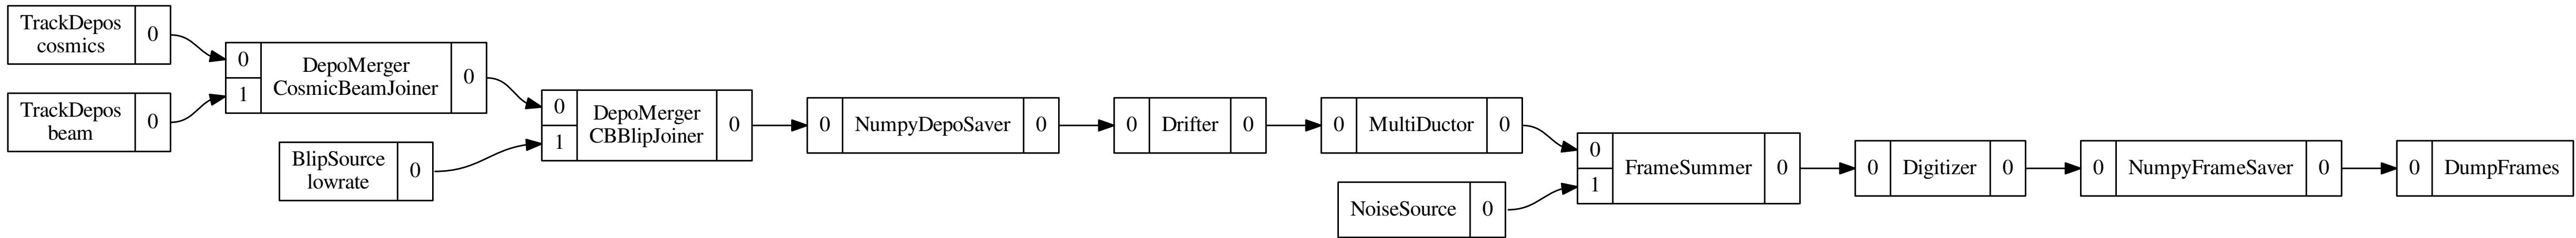 TrackDepos
cosmics
0
TrackDepos
beam
0
0
1
DepoMerger
CosmicBeamJoiner
0
BlipSource
lowrate
0
0
1
DepoMerger
CBBlipJoiner
0
0
NumpyDepoSaver
0
0
Drifter
0
0
MultiDuctor
0
NoiseSource
0
0
1
FrameSummer
0
0
Digitizer
0
0
NumpyFrameSaver
0
0
DumpFrames